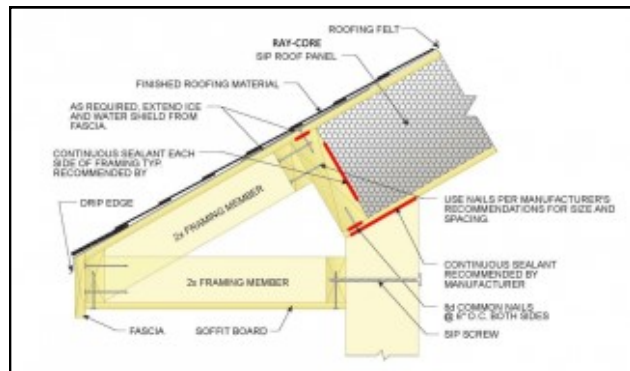 ROOFING FELT
RAY-CORE
SIP ROOF PANEL
FINISHED ROOFING MATERIAL
AS REQUIRED, EXTEND ICE
AND WATER SHIELD FROM
FASCIA.
CONTINUOUS SEALANT EACH
SIDE OF FRAMING TYP.
RECOMMENDED BY
DRIP EDGE
2x FRAMING MEMBER
2x FRAMING MEMBER
USE NAILS PER MANUFACTURER'S
RECOMMENDATIONS FOR SIZE AND
SPACING.
CONTINUOUS SEALANT
RECOMMENDED BY
MANUFACTURER
8d COMMON NAILS
@ 6" O.C. BOTH SIDES
SIP SCREW
FASCIA
SOFFIT BOARD